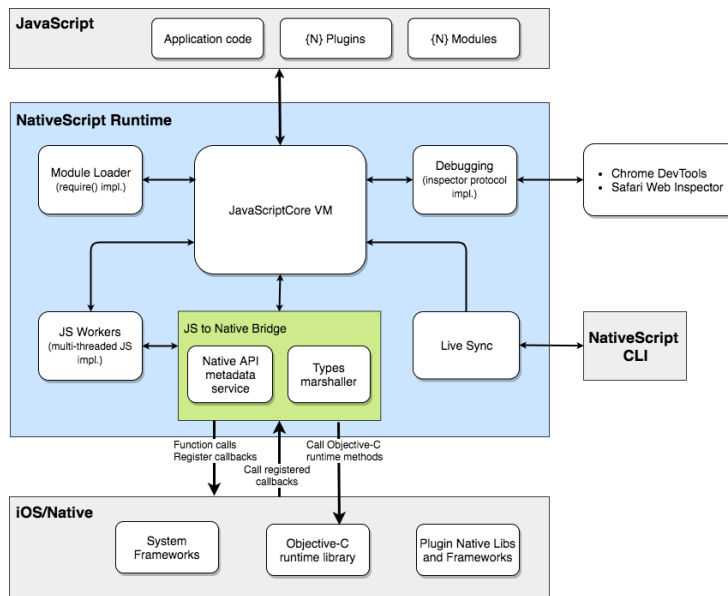 JavaScript
Application code
{N} Plugins
{N} Modules
NativeScript Runtime
Module Loader
(require() impl.)
JavaScriptCore VM
Debugging
(inspector protocol
impl.)
• Chrome DevTools
• Safari Web Inspector
JS Workers
(multi-threaded JS
impl.)
JS to Native Bridge
Native API
metadata
service
Types
marshaller
Live Sync
NativeScript
CLI
Function calls
Register callbacks
Call registered
callbacks
Call Objective-C
runtime methods
iOS/Native
System
Frameworks
Objective-C
runtime library
Plugin Native Libs
and Frameworks